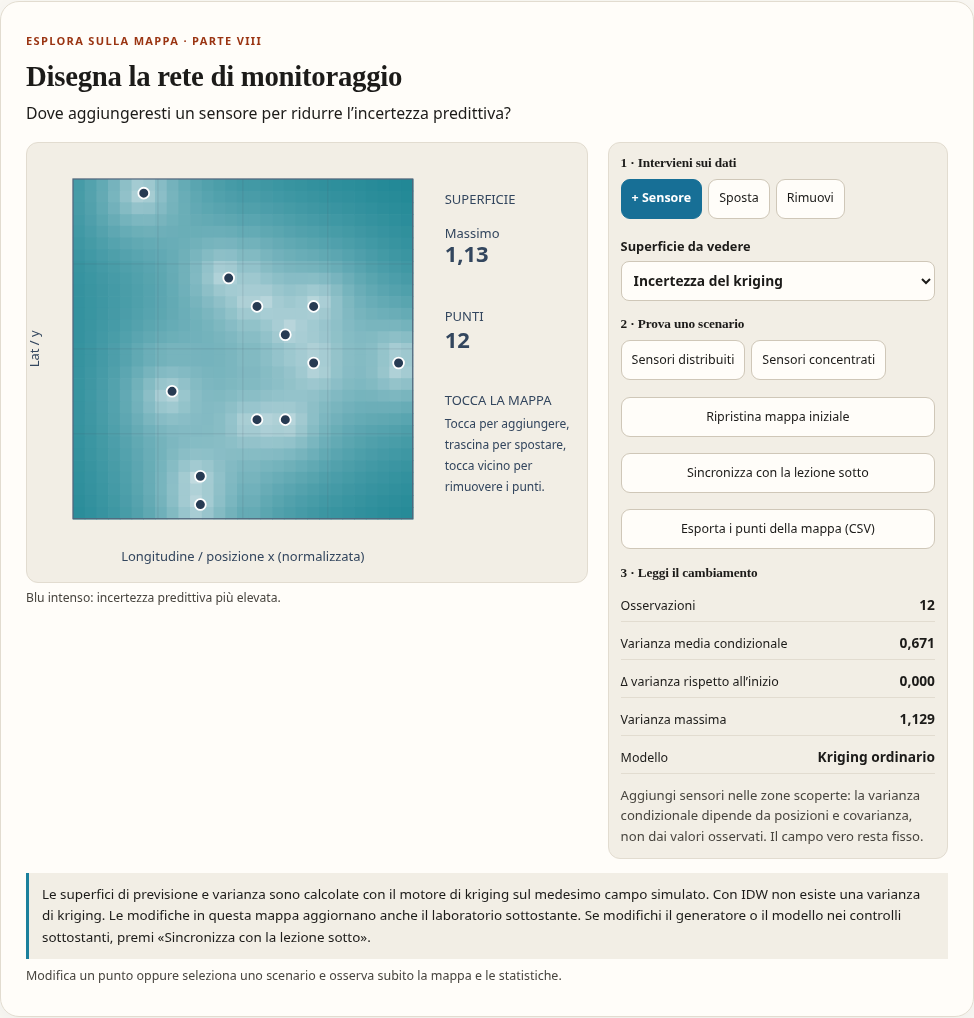 ESPLORA SULLA MAPPA · PARTE VIII
Disegna la rete di monitoraggio
Dove aggiungeresti un sensore per ridurre l’incertezza predittiva?
Lat / y
Longitudine / posizione x (normalizzata)
SUPERFICIE
Massimo
1,13
PUNTI
12
TOCCA LA MAPPA
Tocca per aggiungere,
trascina per spostare,
tocca vicino per
rimuovere i punti.
Blu intenso: incertezza predittiva più elevata.
1 · Intervieni sui dati
+ Sensore
Sposta
Rimuovi
Superficie da vedere
Incertezza del kriging
2 · Prova uno scenario
Sensori distribuiti
Sensori concentrati
Ripristina mappa iniziale
Sincronizza con la lezione sotto
Esporta i punti della mappa (CSV)
3 · Leggi il cambiamento
Osservazioni 12
Varianza media condizionale 0,671
Δ varianza rispetto all’inizio 0,000
Varianza massima 1,129
Modello Kriging ordinario
Aggiungi sensori nelle zone scoperte: la varianza
condizionale dipende da posizioni e covarianza,
non dai valori osservati. Il campo vero resta fisso.
Le superfici di previsione e varianza sono calcolate con il motore di kriging sul medesimo campo simulato. Con IDW non esiste una varianza
di kriging. Le modifiche in questa mappa aggiornano anche il laboratorio sottostante. Se modifichi il generatore o il modello nei controlli
sottostanti, premi «Sincronizza con la lezione sotto».
Modifica un punto oppure seleziona uno scenario e osserva subito la mappa e le statistiche.